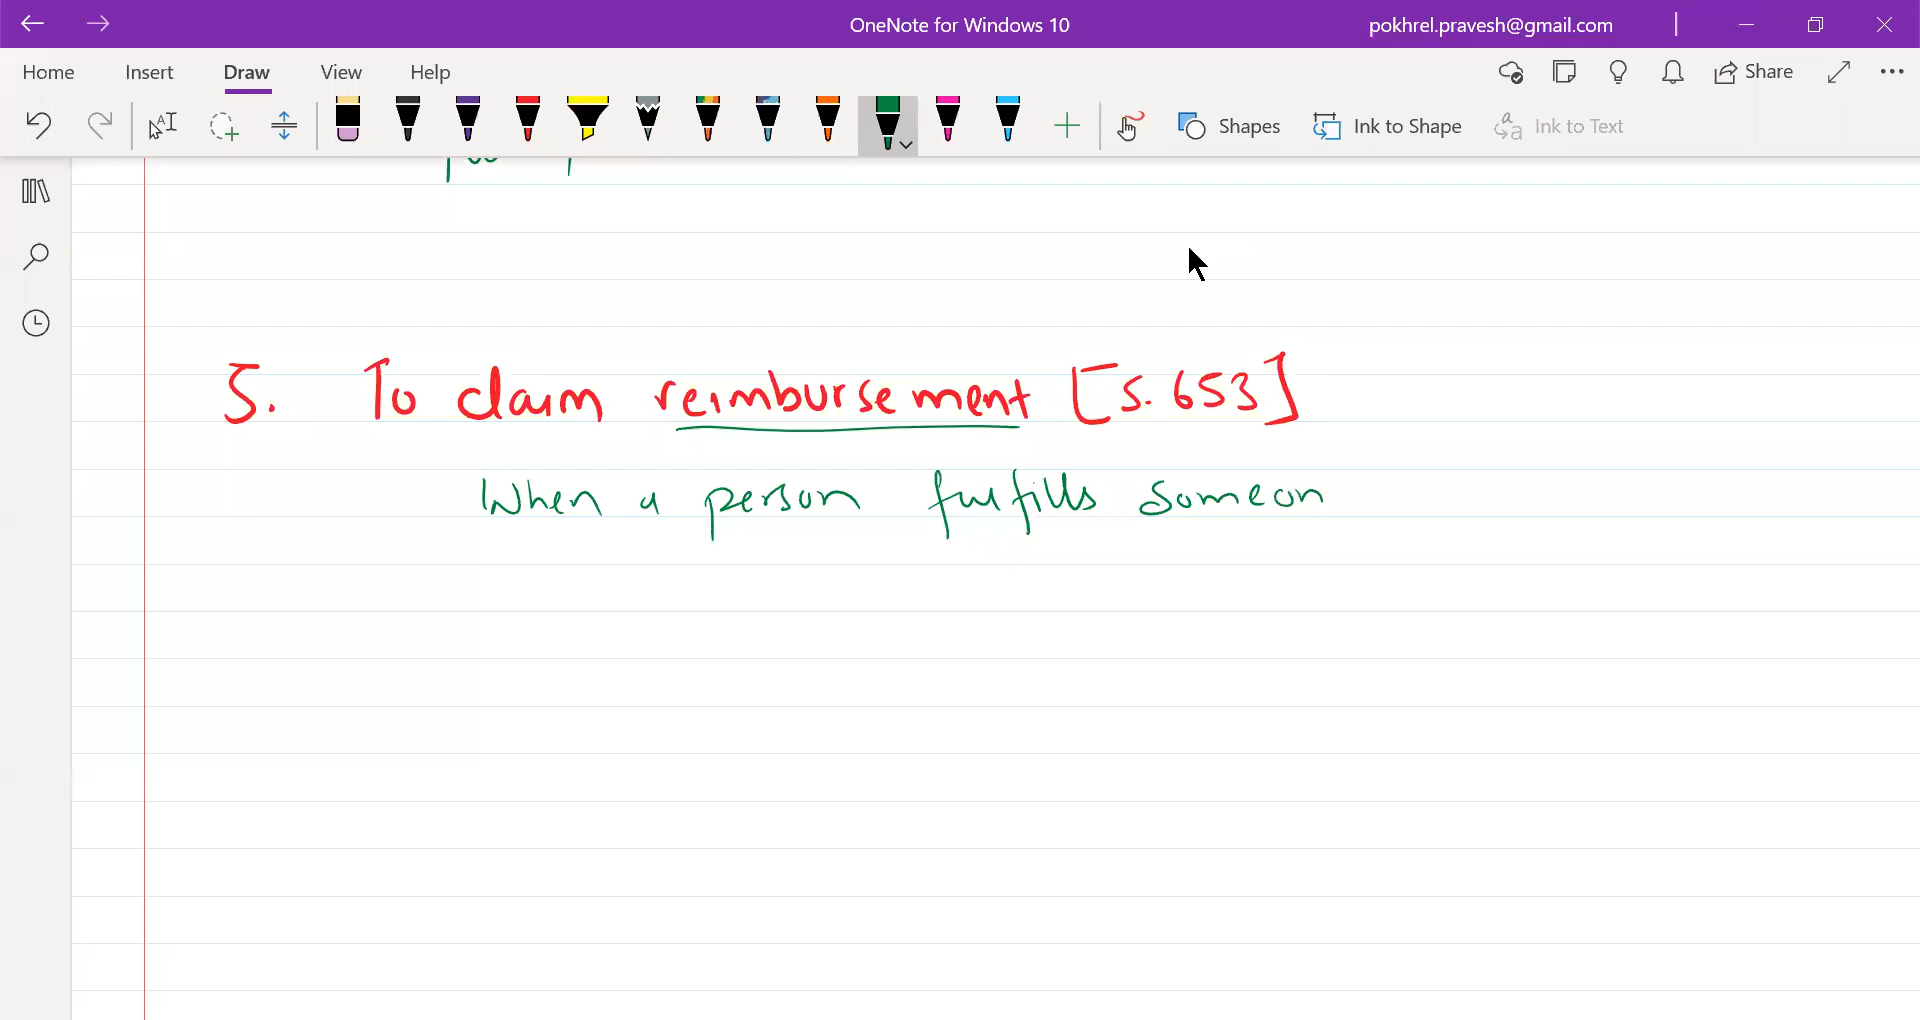 OneNote for Windows 10
pokhrel.pravesh@gmail.com
Home Insert Draw View Help
Share
Shapes Ink to Shape Ink to Text
5. To claim reimbursement [S. 653]
When a person fulfills someon